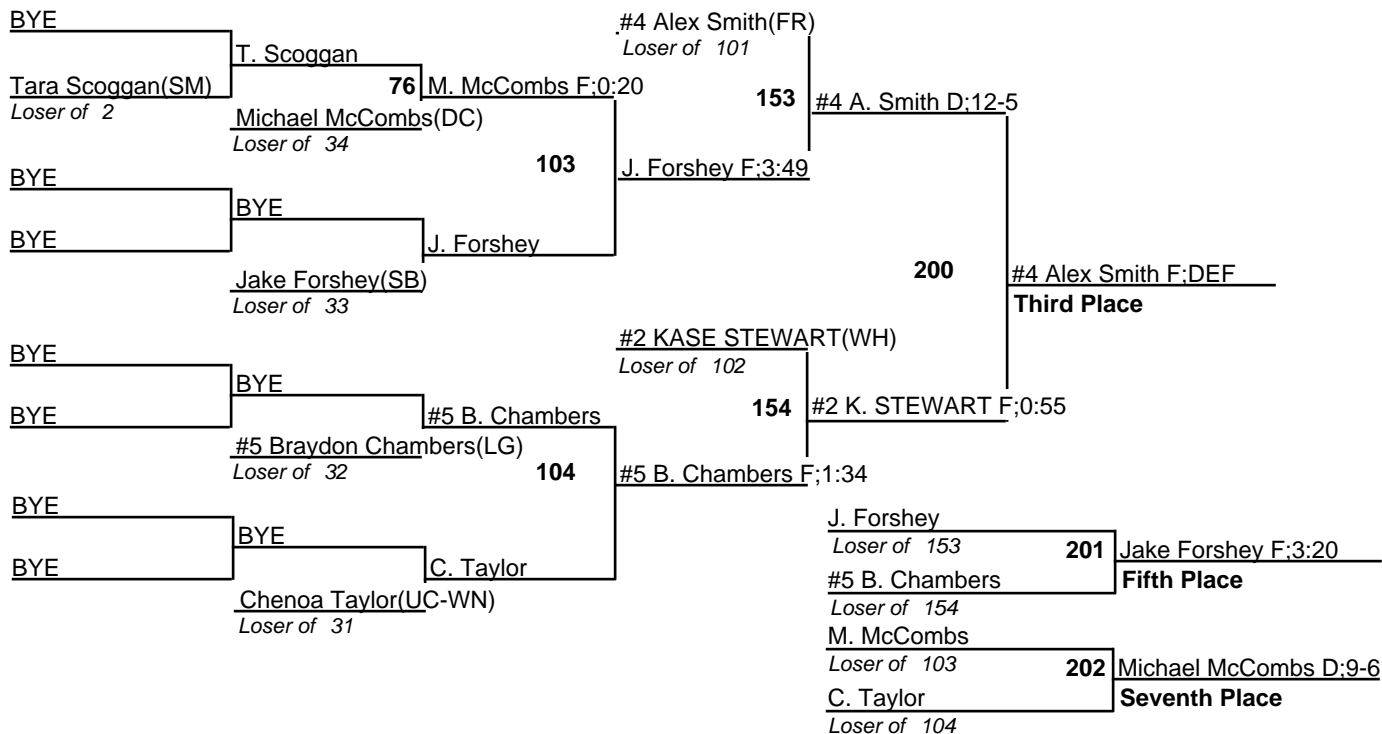 BYE
#4 Alex Smith(FR)
Loser of 101
T. Scoggan
Tara Scoggan(SM)
Loser of 2
76
M. McCombs F;0:20
153
#4 A. Smith D;12-5
Michael McCombs(DC)
Loser of 34
103
J. Forshey F;3:49
BYE
BYE
BYE
J. Forshey
Jake Forshey(SB)
Loser of 33
200
#4 Alex Smith F;DEF
Third Place
#2 KASE STEWART(WH)
Loser of 102
BYE
BYE
BYE
#5 B. Chambers
154
#2 K. STEWART F;0:55
#5 Braydon Chambers(LG)
Loser of 32
104
#5 B. Chambers F;1:34
BYE
BYE
BYE
C. Taylor
Chenoa Taylor(UC-WN)
Loser of 31
J. Forshey
Loser of 153
201
Jake Forshey F;3:20
Fifth Place
#5 B. Chambers
Loser of 154
M. McCombs
Loser of 103
202
Michael McCombs D;9-6
Seventh Place
C. Taylor
Loser of 104